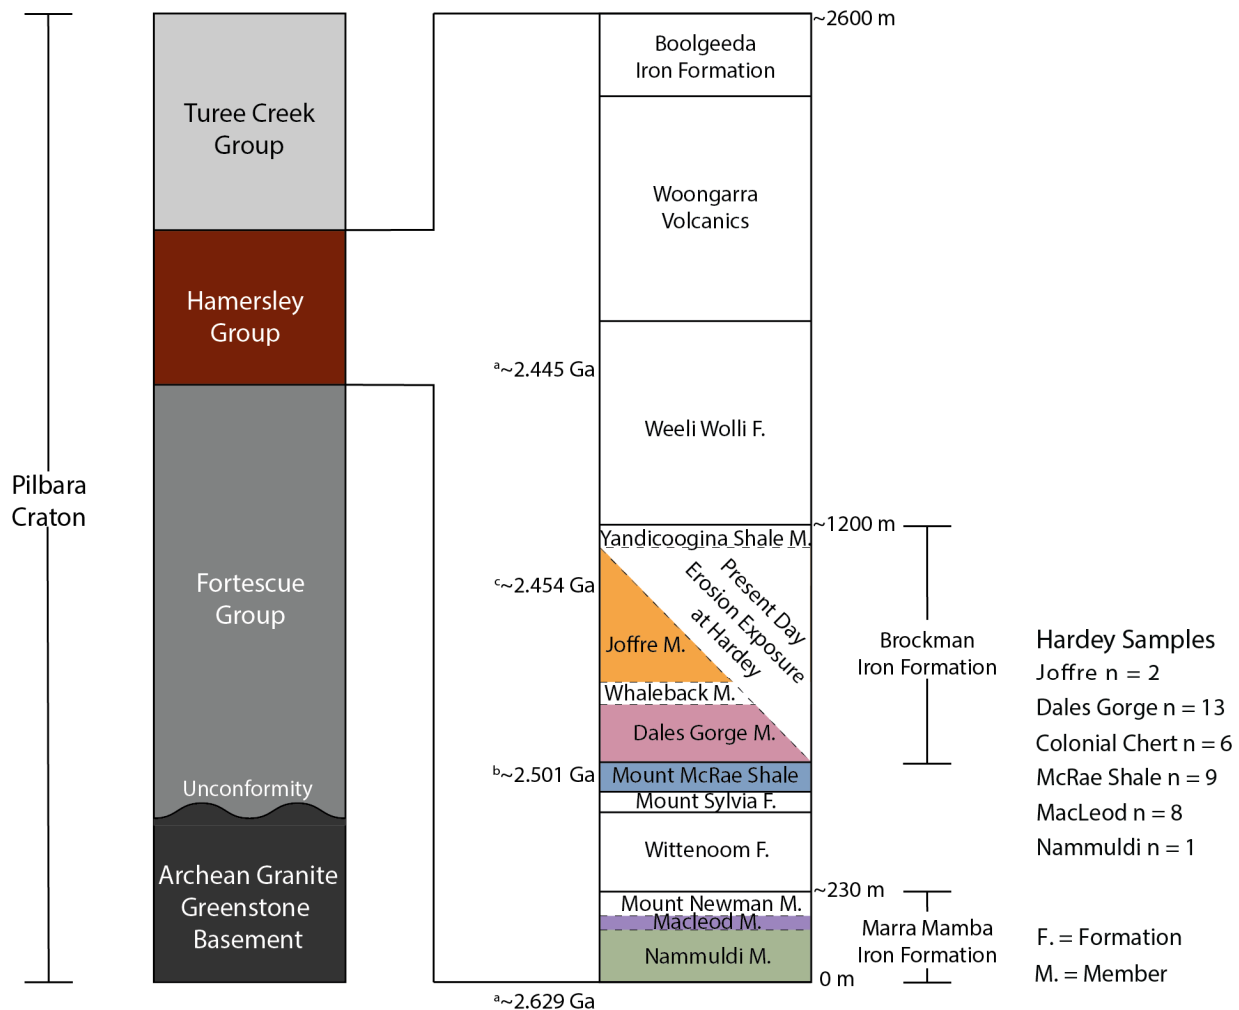 Pilbara
Craton
Turee Creek
Group
Hamersley
Group
Fortescue
Group
Unconformity
Archean Granite
Greenstone
Basement
~2600 m
Boolgeeda
Iron Formation
Woongarra
Volcanics
ᵃ~2.445 Ga
Weeli Wolli F.
~1200 m
Yandicoogina Shale M.
Present Day
Erosion Exposure
at Hardey
ᶜ~2.454 Ga
Joffre M.
Whaleback M.
Dales Gorge M.
ᵇ~2.501 Ga
Mount McRae Shale
Mount Sylvia F.
Wittenoom F.
~230 m
Mount Newman M.
Macleod M.
Nammuldi M.
0 m
ᵃ~2.629 Ga
Brockman
Iron Formation
Marra Mamba
Iron Formation
Hardey Samples
Joffre n = 2
Dales Gorge n = 13
Colonial Chert n = 6
McRae Shale n = 9
MacLeod n = 8
Nammuldi n = 1
F. = Formation
M. = Member